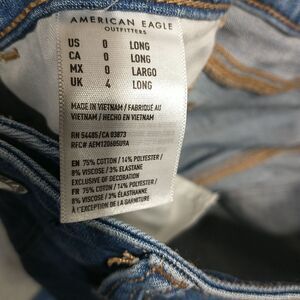 AMERICAN EAGLE
OUTFITTERS
US 0 LONG
CA 0 LONG
MX 0 LARGO
UK 4 LONG
MADE IN VIETNAM / FABRIQUÉ AU
VIETNAM / HECHO EN VIETNAM
RN 54485/CA 03873
RFC# AEM120605U9A
EN 75% COTTON / 14% POLYESTER /
8% VISCOSE / 3% ELASTANE
EXCLUSIVE OF DECORATION
FR 75% COTON / 14% POLYESTER /
8% VISCOSE / 3% ÉLASTHANNE
À L'EXCEPTION DE LA GARNITURE